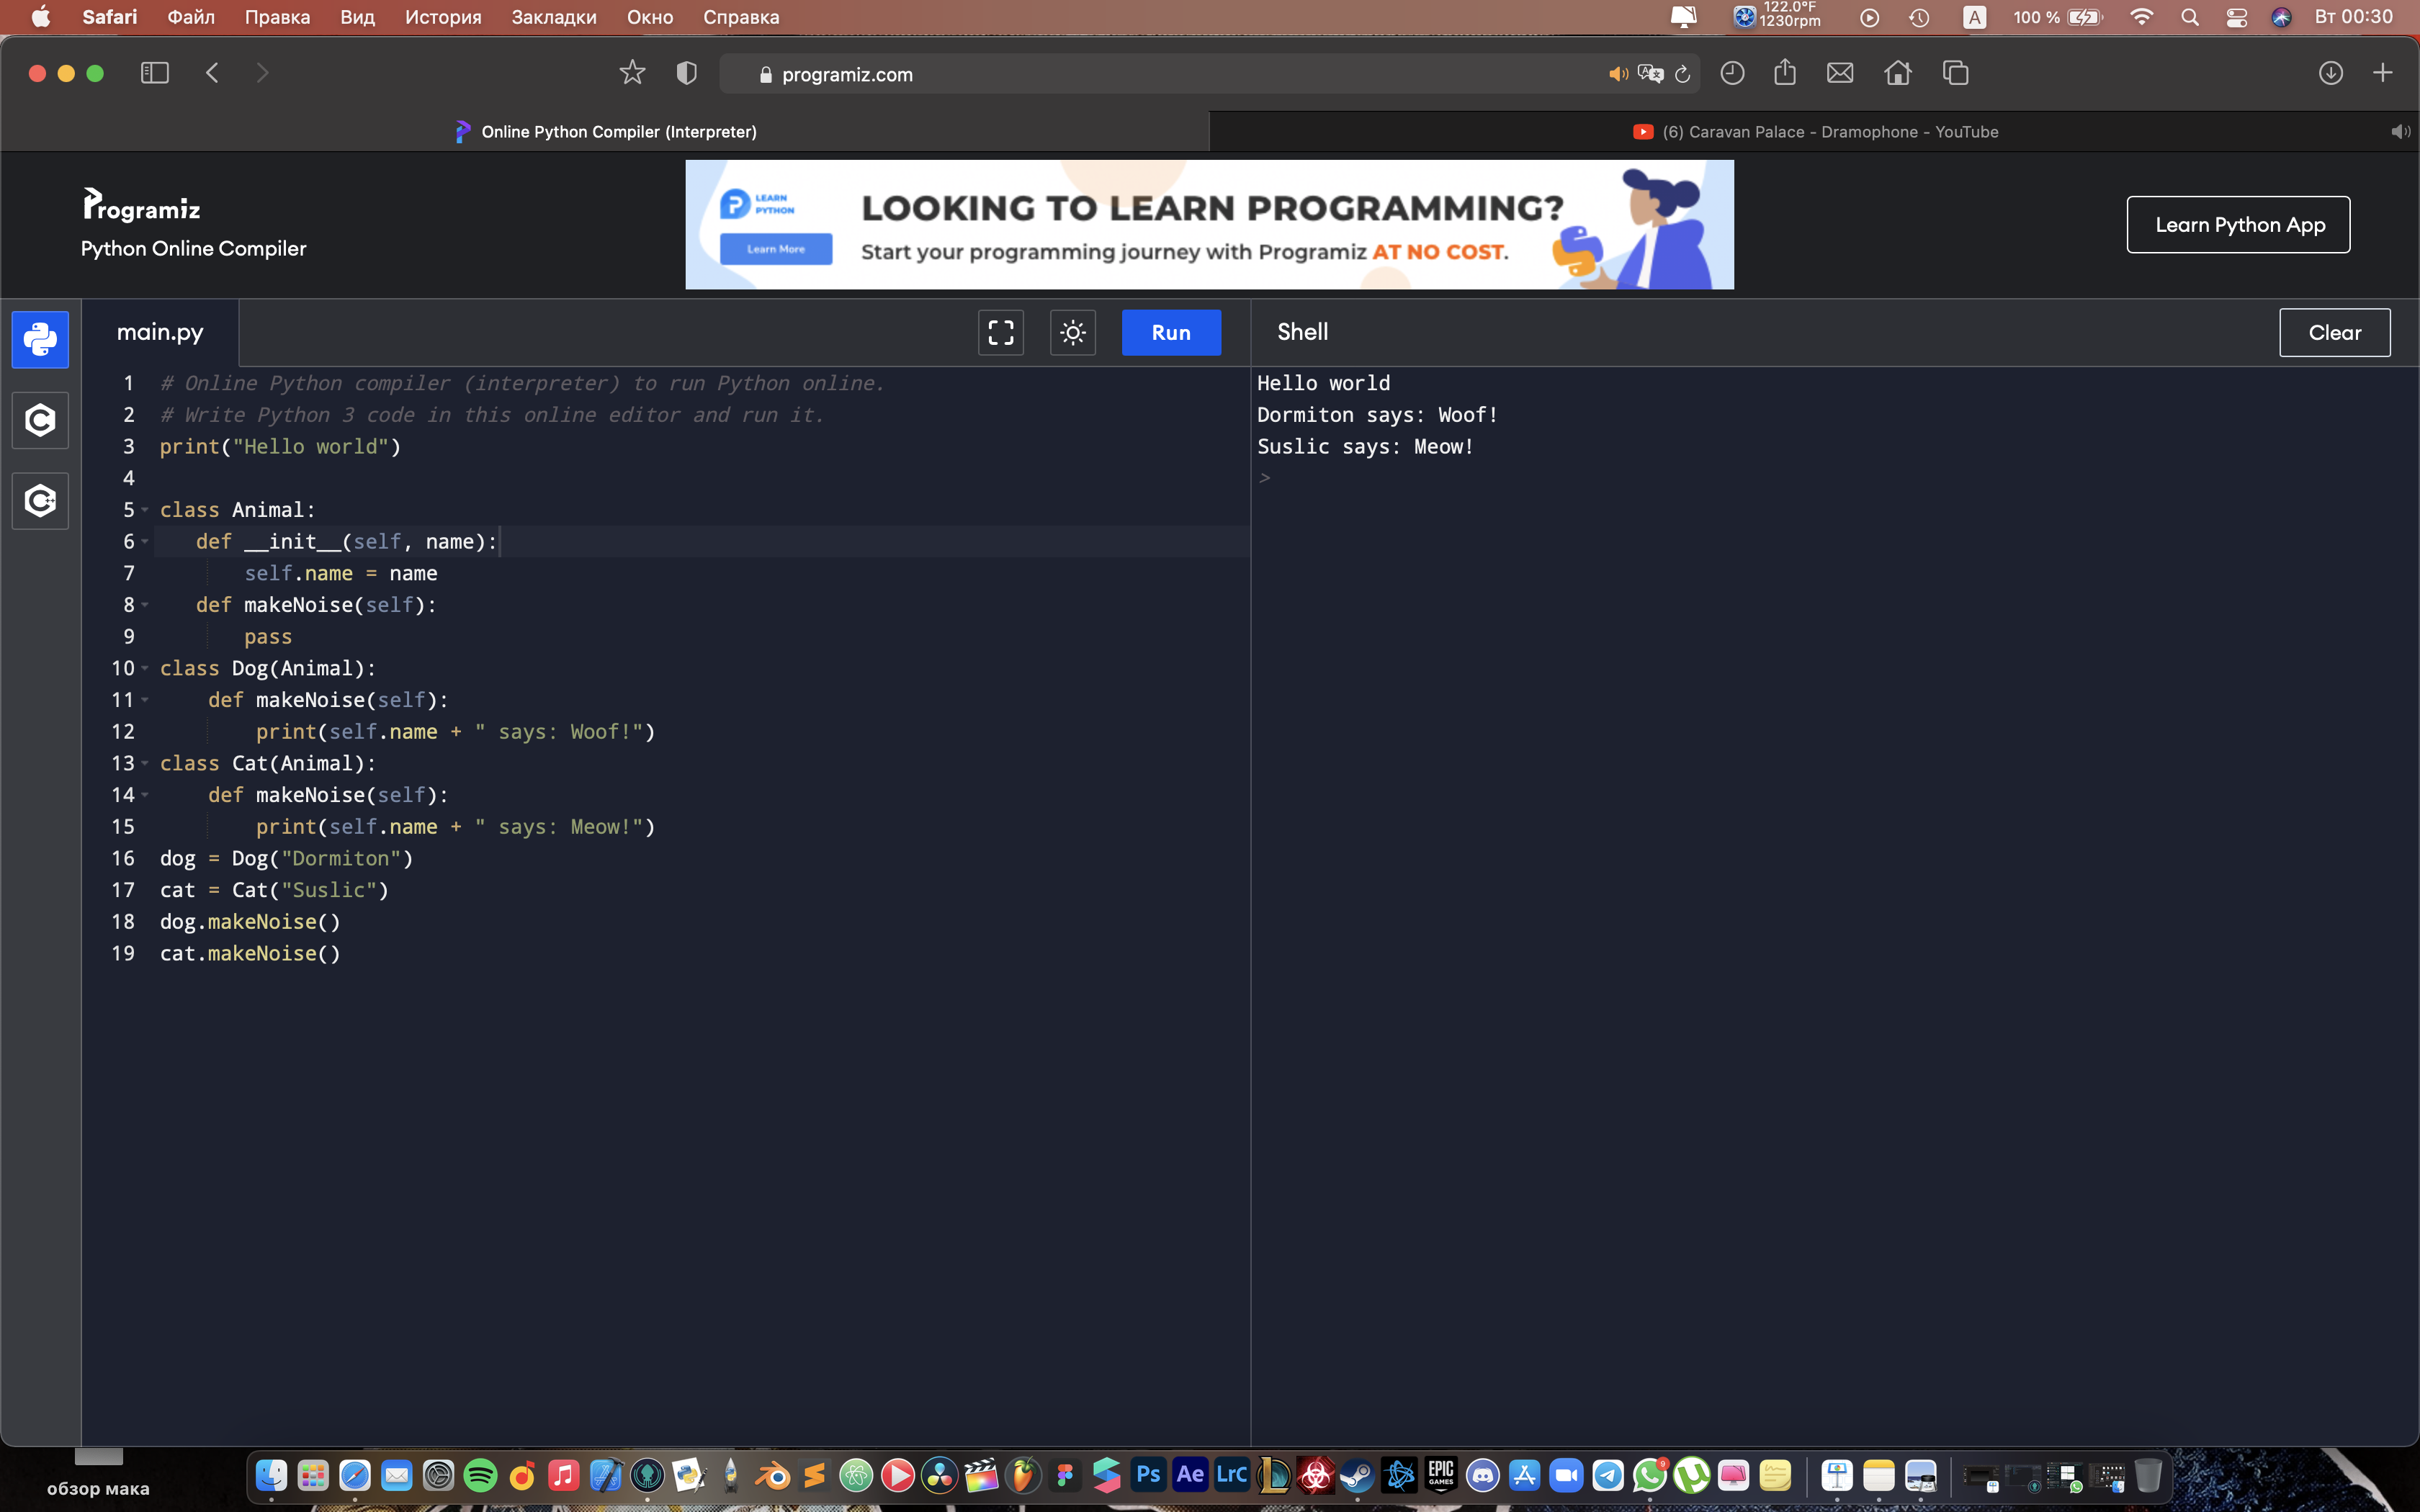 Safari Файл Правка Вид История Закладки Окно Справка 122.0°F 1230rpm A 100 % Вт 00:30
programiz.com
Online Python Compiler (Interpreter) (6) Caravan Palace - Dramophone - YouTube
Programiz
Python Online Compiler
LEARN PYTHON
Learn More
LOOKING TO LEARN PROGRAMMING?
Start your programming journey with Programiz AT NO COST.
Learn Python App
main.py Run Shell Clear
1 # Online Python compiler (interpreter) to run Python online.
2 # Write Python 3 code in this online editor and run it.
3 print("Hello world")
4
5 class Animal:
6 def __init__(self, name):
7 self.name = name
8 def makeNoise(self):
9 pass
10 class Dog(Animal):
11 def makeNoise(self):
12 print(self.name + " says: Woof!")
13 class Cat(Animal):
14 def makeNoise(self):
15 print(self.name + " says: Meow!")
16 dog = Dog("Dormiton")
17 cat = Cat("Suslic")
18 dog.makeNoise()
19 cat.makeNoise()
Hello world
Dormiton says: Woof!
Suslic says: Meow!
>
обзор мака
Ps Ae LrC EPIC GAMES 9